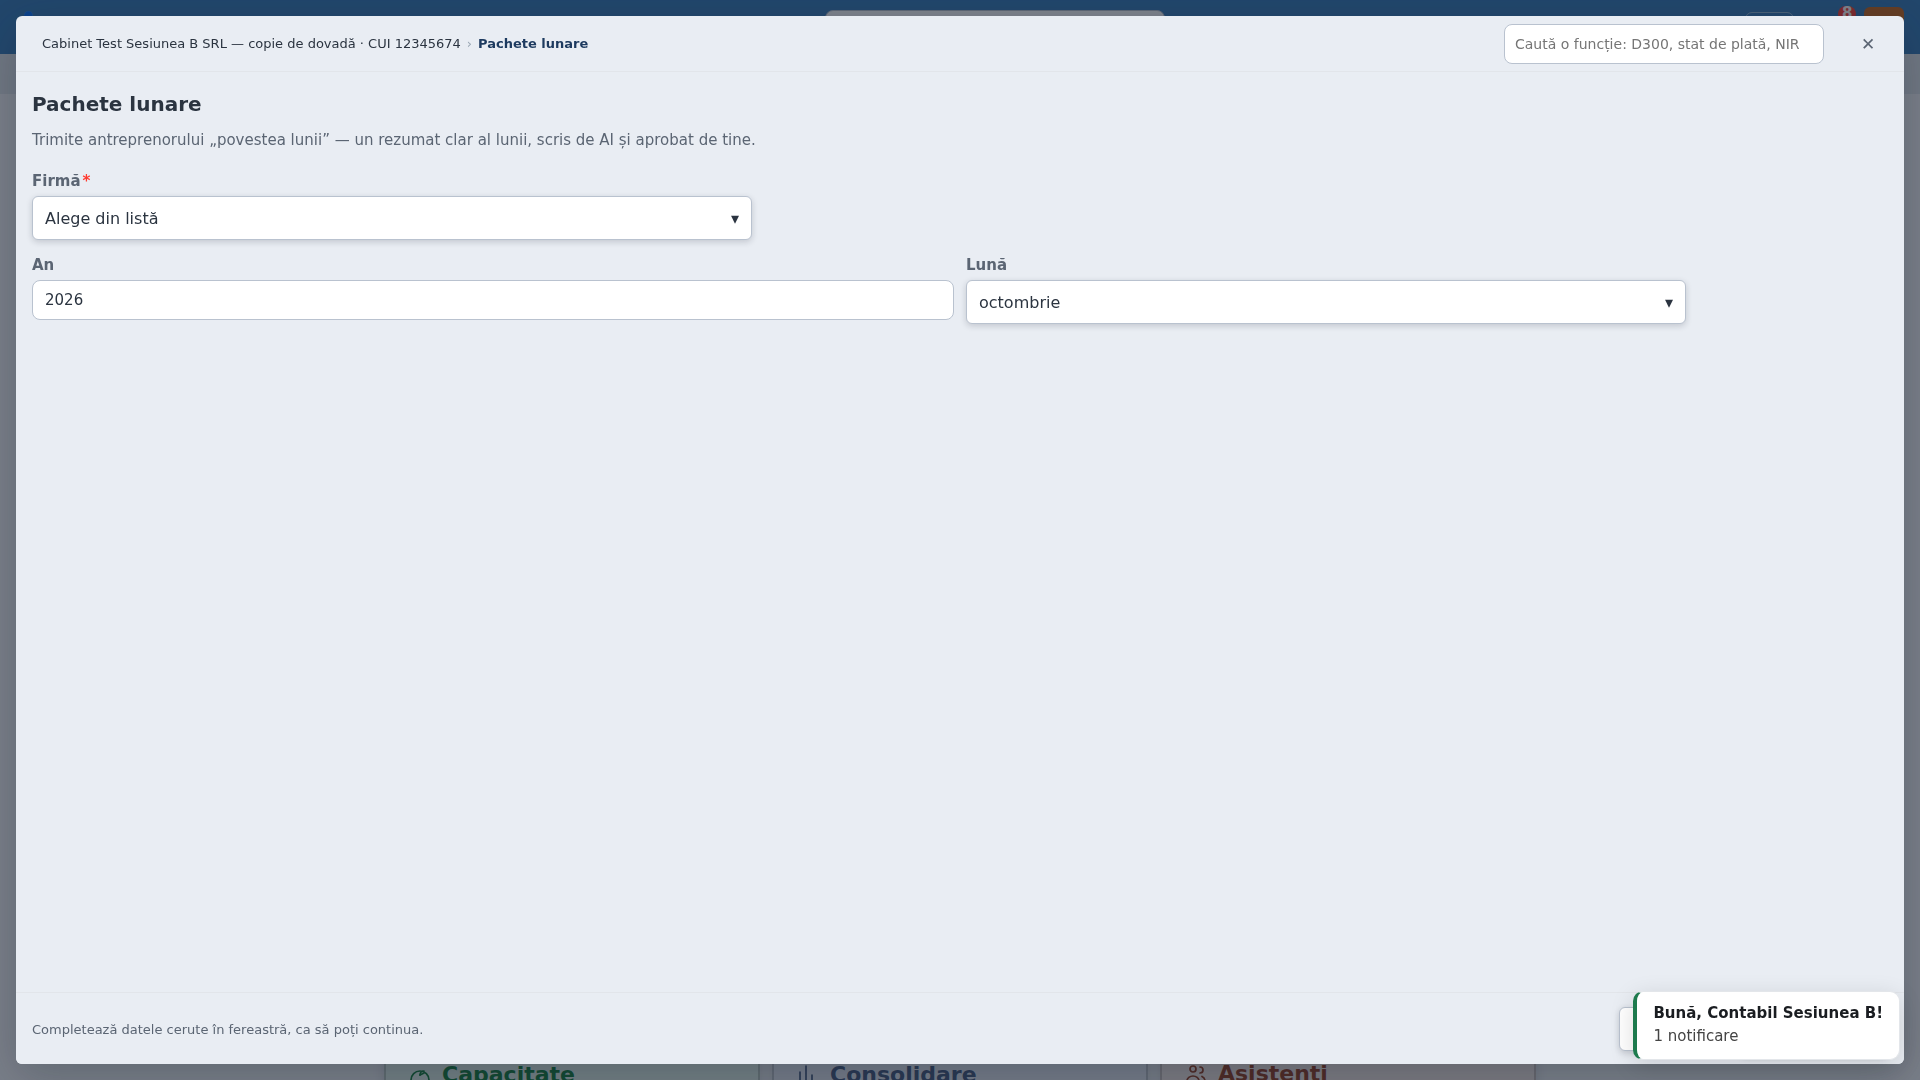 8
Cabinet Test Sesiunea B SRL — copie de dovadă · CUI 12345674 › Pachete lunare
Caută o funcție: D300, stat de plată, NIR
✕
Pachete lunare
Trimite antreprenorului „povestea lunii” — un rezumat clar al lunii, scris de AI și aprobat de tine.
Firmă*
Alege din listă
An
Lună
2026
octombrie
Completează datele cerute în fereastră, ca să poți continua.
Bună, Contabil Sesiunea B!
1 notificare
Capacitate
Consolidare
Asistenți